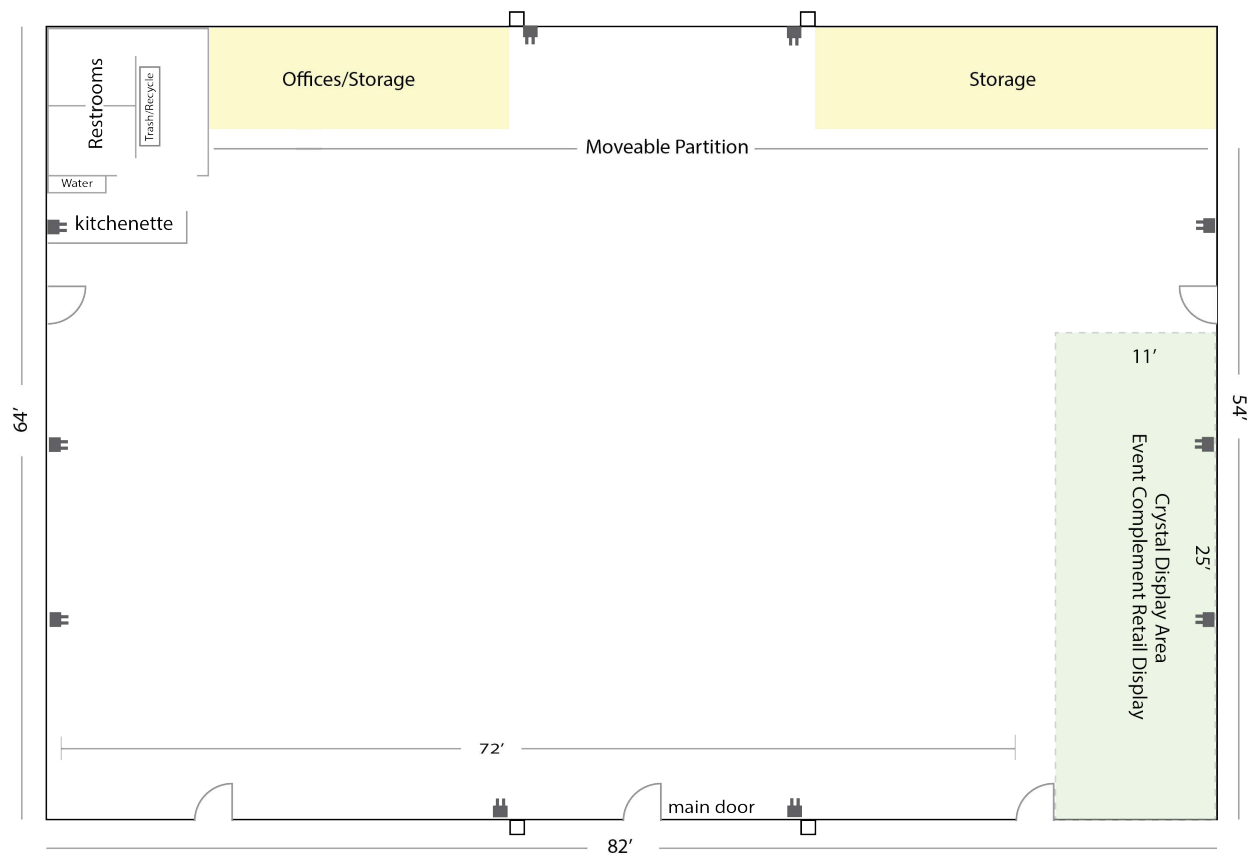 Restrooms
Trash/Recycle
Offices/Storage
Storage
Moveable Partition
Water
kitchenette
11’
64’
54’
Crystal Display Area
Event Complement Retail Display
25’
72’
main door
82’